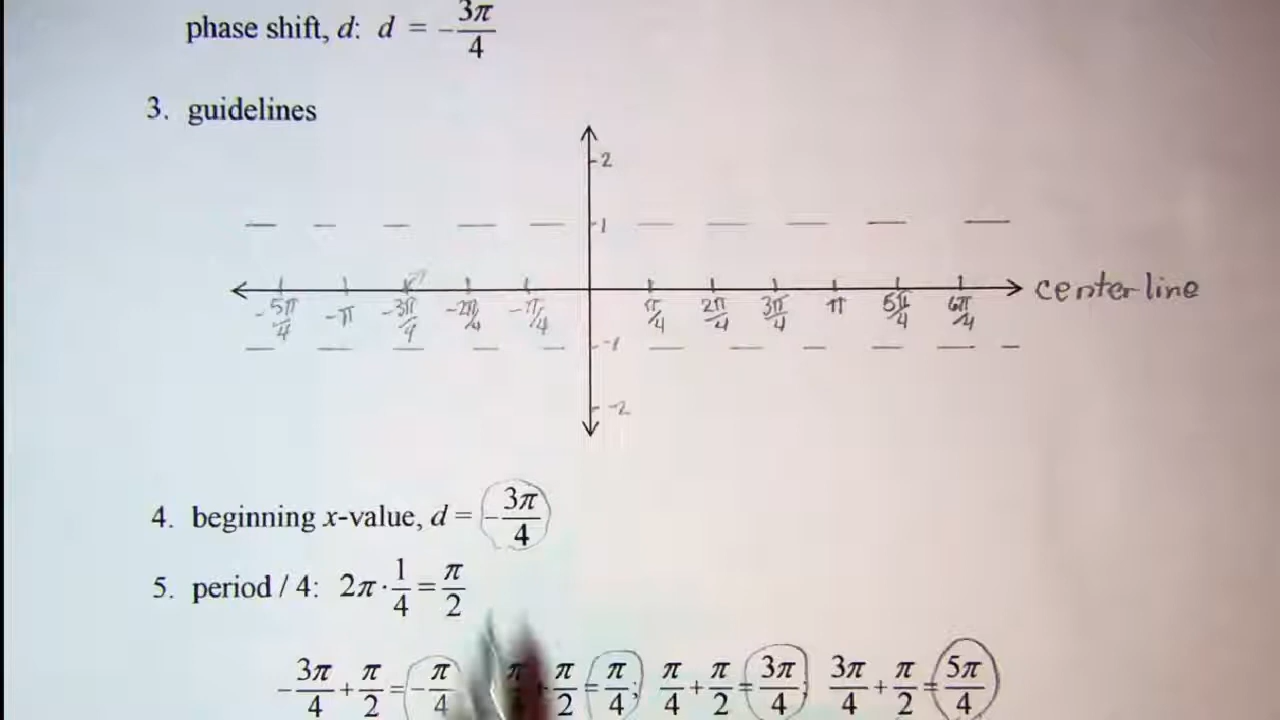 phase shift, d: d = -3π/4
3. guidelines
2
1
-5π/4 -π -3π/4 -2π/4 -π/4 π/4 2π/4 3π/4 π 5π/4 6π/4 center line
-1
-2
4. beginning x-value, d = -3π/4
5. period / 4: 2π · 1/4 = π/2
-3π/4 + π/2 = -π/4 π/2 = π/4; π/4 + π/2 = 3π/4; 3π/4 + π/2 = 5π/4